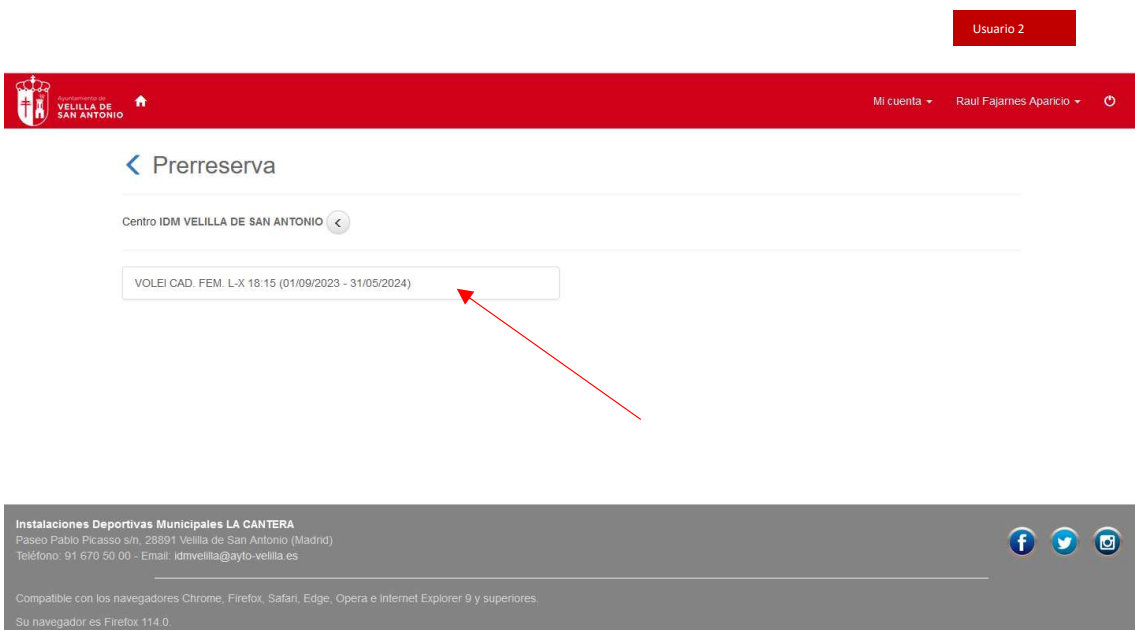 Usuario 2
Ayuntamiento de
VELILLA DE
SAN ANTONIO
Mi cuenta
Raul Fajarnes Aparicio
Prerreserva
Centro IDM VELILLA DE SAN ANTONIO
VOLEI CAD. FEM. L-X 18:15 (01/09/2023 - 31/05/2024)
Instalaciones Deportivas Municipales LA CANTERA
Paseo Pablo Picasso s/n, 28891 Velilla de San Antonio (Madrid)
Teléfono: 91 670 50 00 - Email: idmvelilla@ayto-velilla.es
Compatible con los navegadores Chrome, Firefox, Safari, Edge, Opera e Internet Explorer 9 y superiores.
Su navegador es Firefox 114.0.